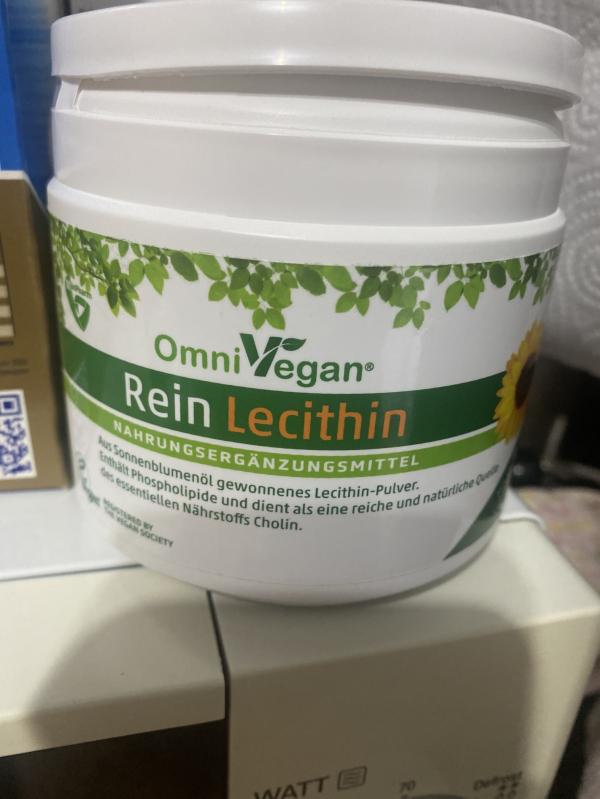 OmniVegan®
Rein Lecithin
NAHRUNGSERGÄNZUNGSMITTEL
Aus Sonnenblumenöl gewonnenes Lecithin-Pulver.
Enthält Phospholipide und dient als eine reiche und natürliche Quelle
des essentiellen Nährstoffs Cholin.
REGISTERED BY
THE VEGAN SOCIETY
WATT
70
Defrost